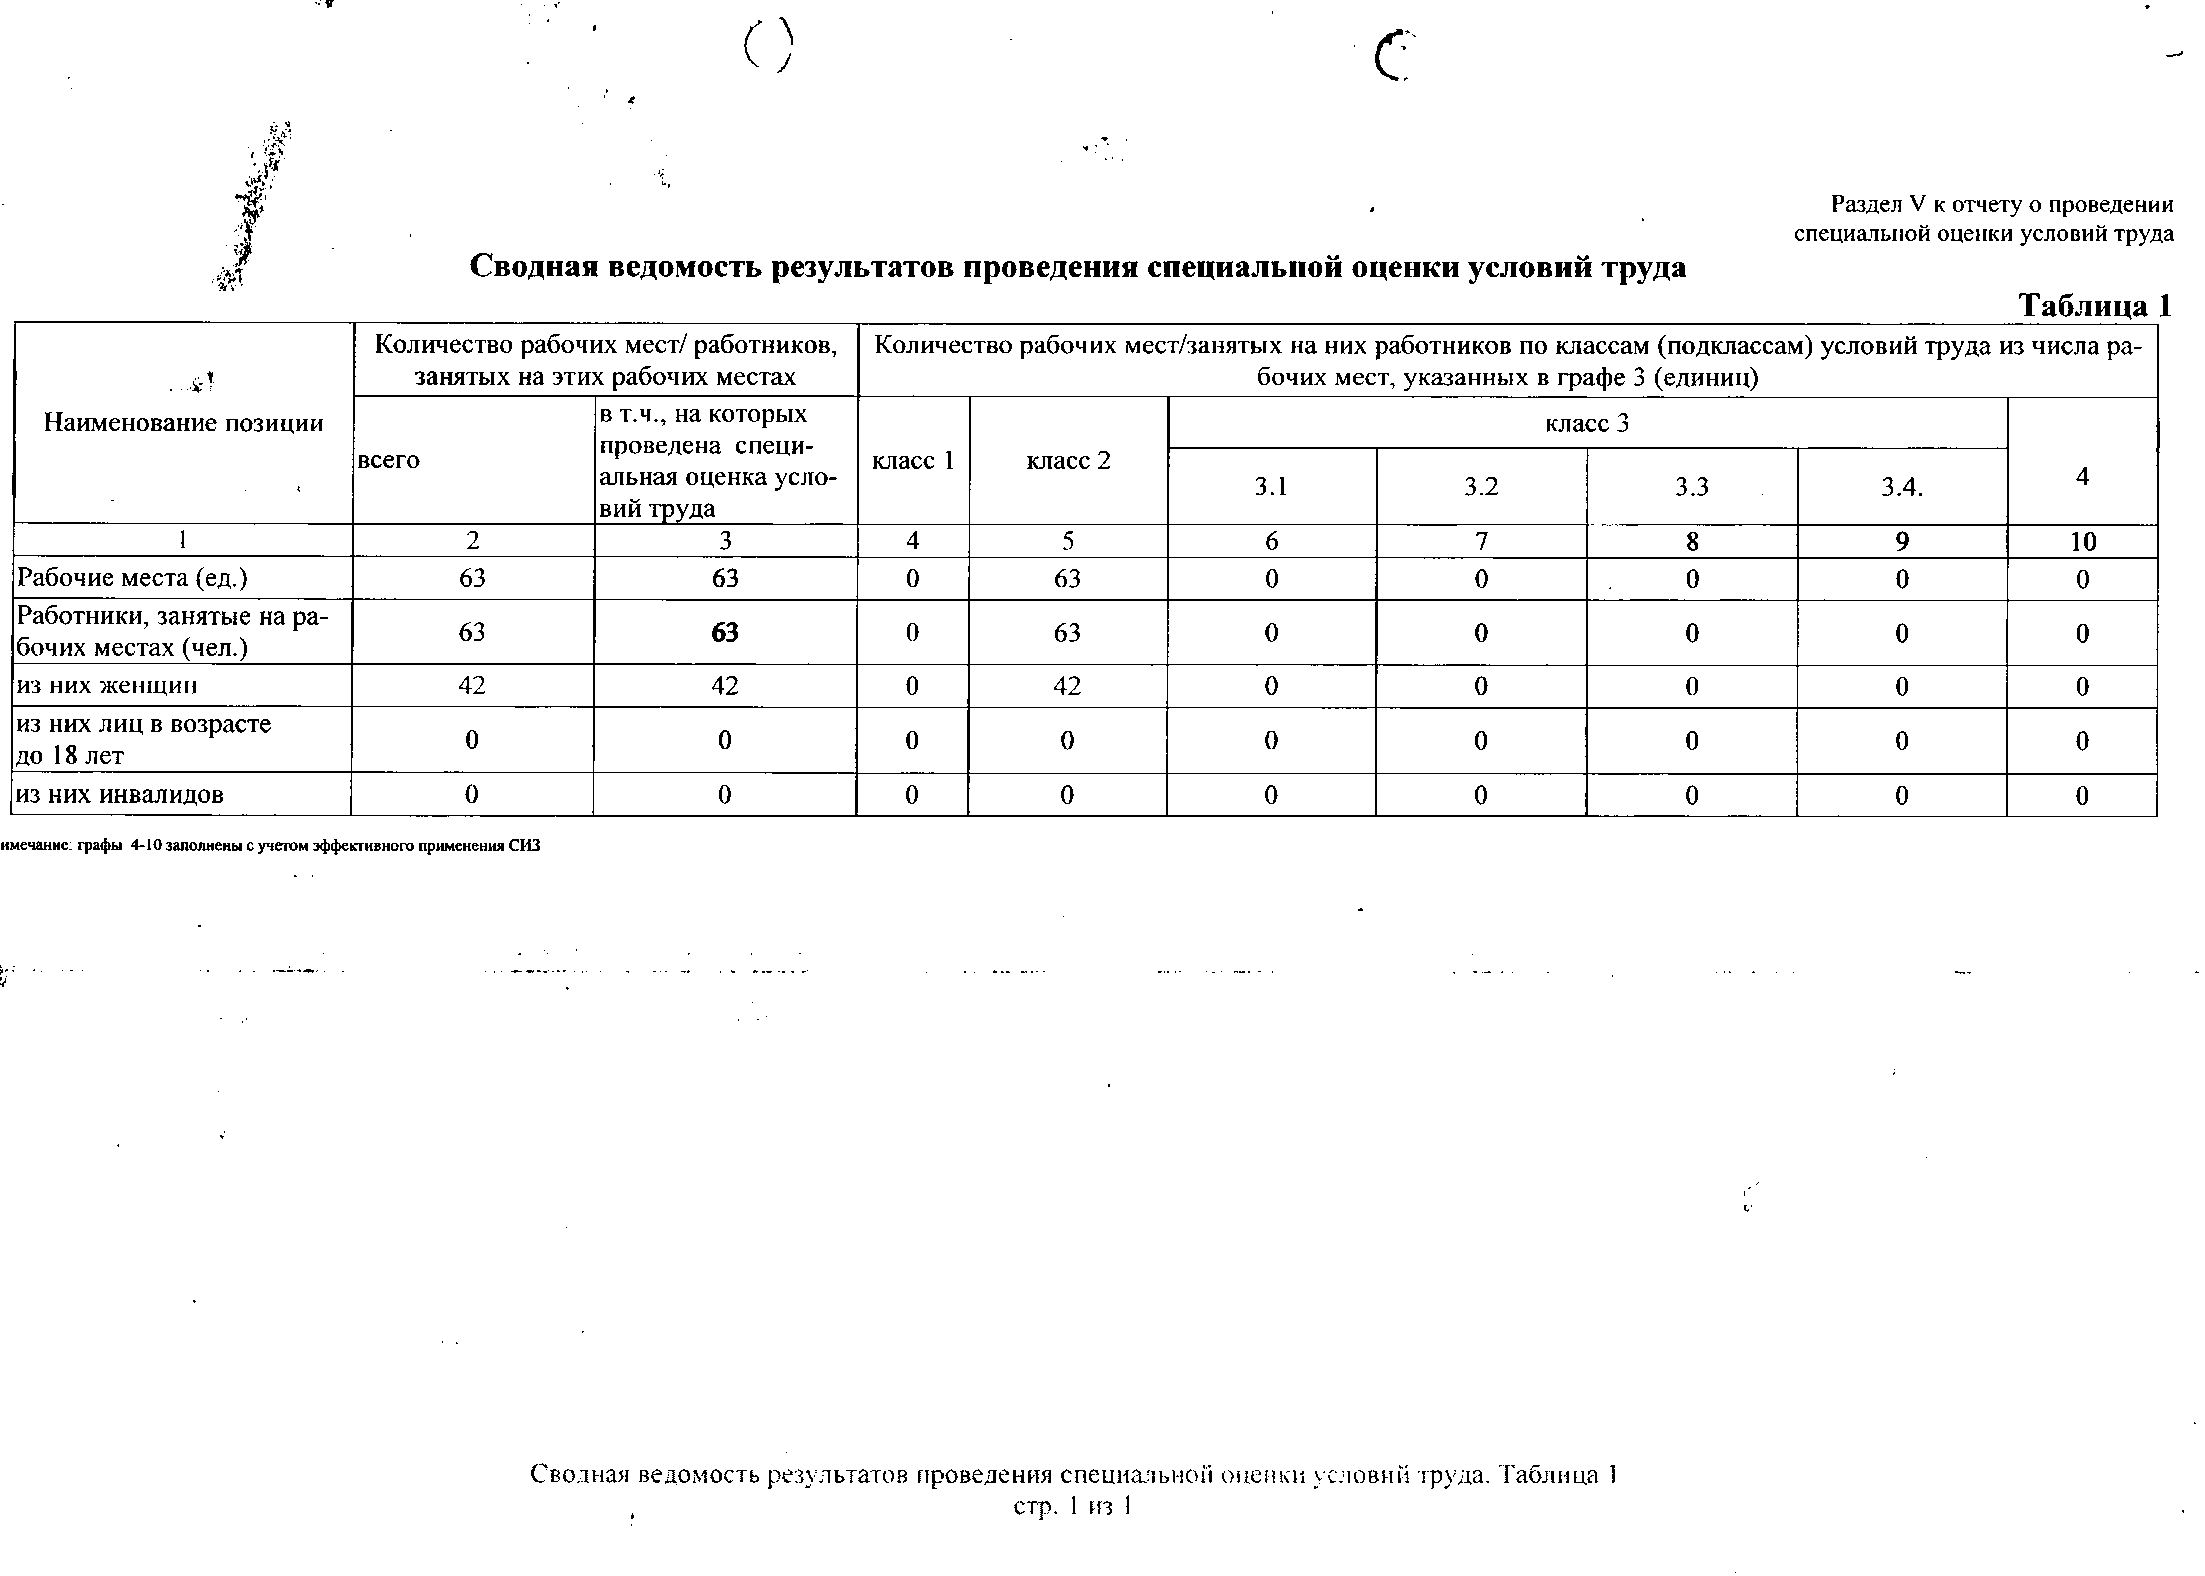 Раздел V к отчету о проведении
специальной оценки условий труда
Сводная ведомость результатов проведения специальной оценки условий труда
Таблица 1
Наименование позиции
Количество рабочих мест/ работников,
занятых на этих рабочих местах
Количество рабочих мест/занятых на них работников по классам (подклассам) условий труда из числа ра-
бочих мест, указанных в графе 3 (единиц)
всего
в т.ч., на которых
проведена специ-
альная оценка усло-
вий труда
класс 1
класс 2
класс 3
3.1
3.2
3.3
3.4.
4
1 2 3 4 5 6 7 8 9 10
Рабочие места (ед.) 63 63 0 63 0 0 0 0 0
Работники, занятые на ра-
бочих местах (чел.) 63 63 0 63 0 0 0 0 0
из них женщин 42 42 0 42 0 0 0 0 0
из них лиц в возрасте
до 18 лет 0 0 0 0 0 0 0 0 0
из них инвалидов 0 0 0 0 0 0 0 0 0
имечание: графы 4-10 заполнены с учетом эффективного применения СИЗ
Сводная ведомость результатов проведения специальной оценки условий труда. Таблица 1
стр. 1 из 1